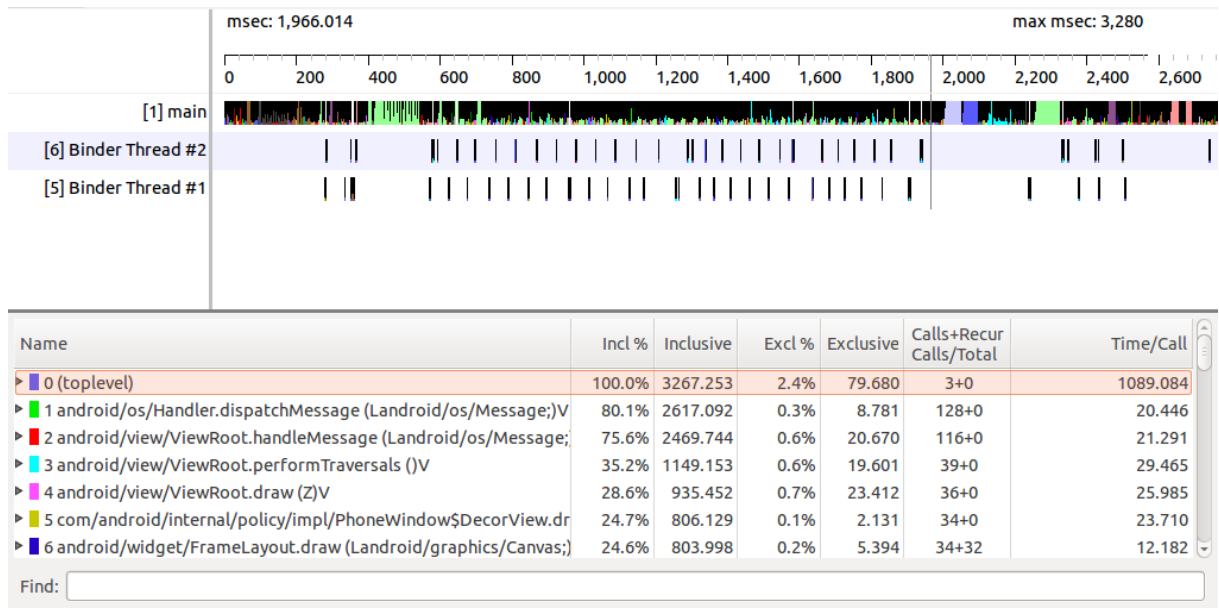 msec: 1,966.014 max msec: 3,280
0 200 400 600 800 1,000 1,200 1,400 1,600 1,800 2,000 2,200 2,400 2,600
[1] main
[6] Binder Thread #2
[5] Binder Thread #1
Name Incl % Inclusive Excl % Exclusive Calls+Recur Calls/Total Time/Call
0 (toplevel) 100.0% 3267.253 2.4% 79.680 3+0 1089.084
1 android/os/Handler.dispatchMessage (Landroid/os/Message;)V 80.1% 2617.092 0.3% 8.781 128+0 20.446
2 android/view/ViewRoot.handleMessage (Landroid/os/Message; 75.6% 2469.744 0.6% 20.670 116+0 21.291
3 android/view/ViewRoot.performTraversals ()V 35.2% 1149.153 0.6% 19.601 39+0 29.465
4 android/view/ViewRoot.draw (Z)V 28.6% 935.452 0.7% 23.412 36+0 25.985
5 com/android/internal/policy/impl/PhoneWindow$DecorView.dr 24.7% 806.129 0.1% 2.131 34+0 23.710
6 android/widget/FrameLayout.draw (Landroid/graphics/Canvas;) 24.6% 803.998 0.2% 5.394 34+32 12.182
Find: